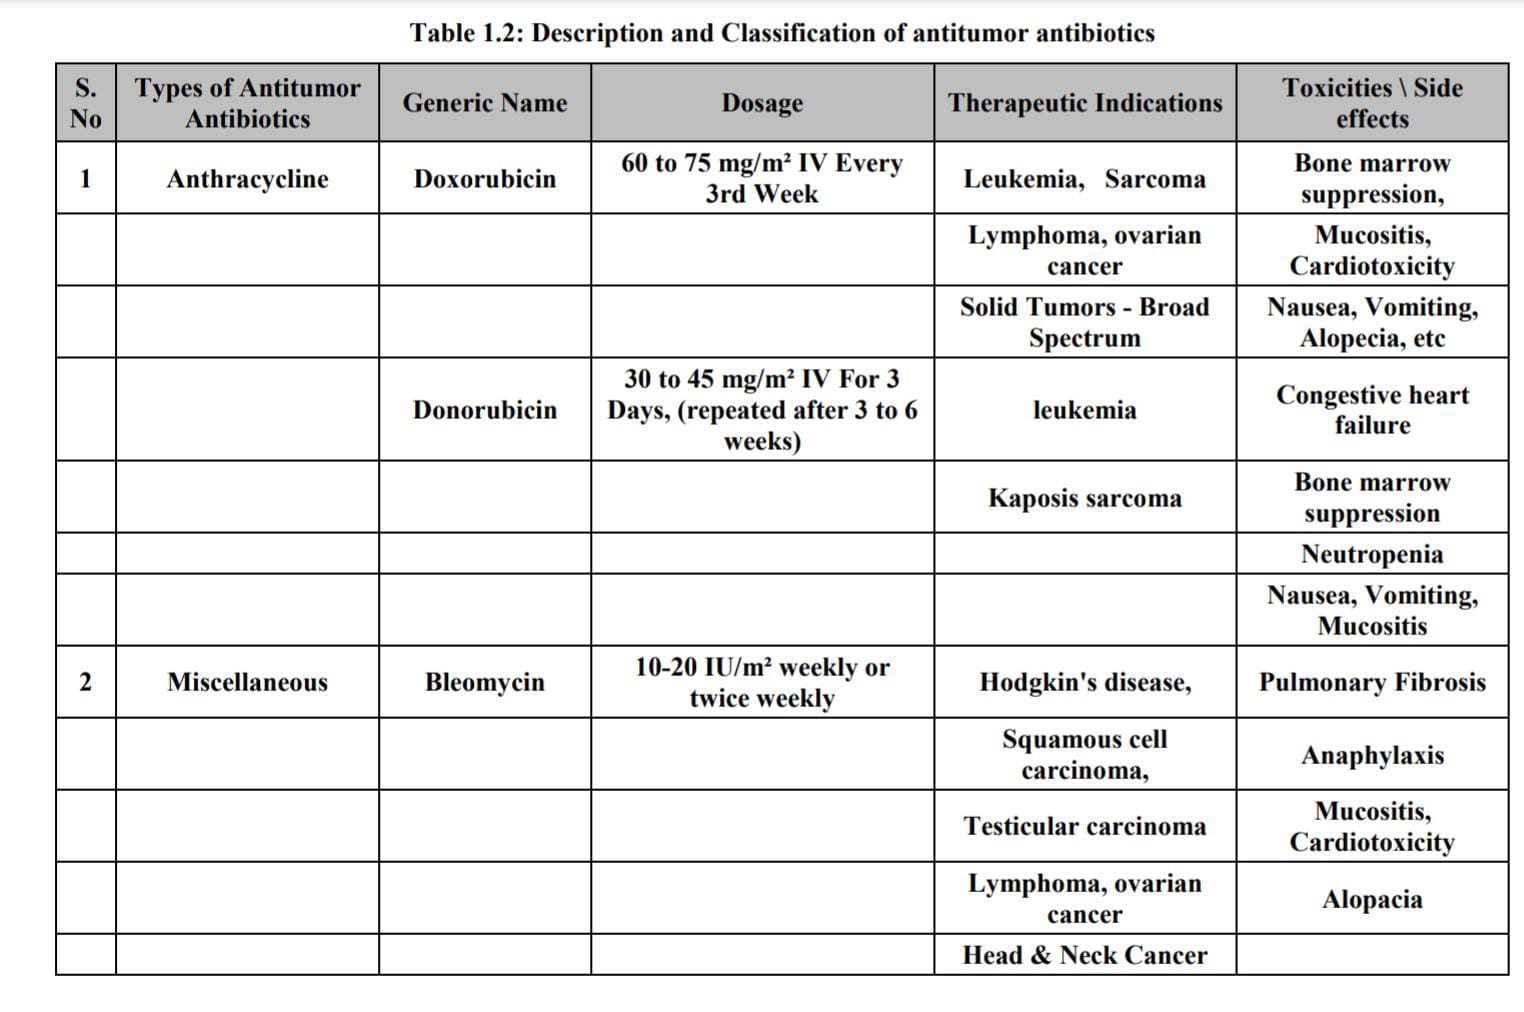 Table 1.2: Description and Classification of antitumor antibiotics
S. No | Types of Antitumor Antibiotics | Generic Name | Dosage | Therapeutic Indications | Toxicities \ Side effects
1 | Anthracycline | Doxorubicin | 60 to 75 mg/m² IV Every 3rd Week | Leukemia, Sarcoma | Bone marrow suppression,
Lymphoma, ovarian cancer | Mucositis, Cardiotoxicity
Solid Tumors - Broad Spectrum | Nausea, Vomiting, Alopecia, etc
Donorubicin | 30 to 45 mg/m² IV For 3 Days, (repeated after 3 to 6 weeks) | leukemia | Congestive heart failure
Kaposis sarcoma | Bone marrow suppression
Neutropenia
Nausea, Vomiting, Mucositis
2 | Miscellaneous | Bleomycin | 10-20 IU/m² weekly or twice weekly | Hodgkin's disease, | Pulmonary Fibrosis
Squamous cell carcinoma, | Anaphylaxis
Testicular carcinoma | Mucositis, Cardiotoxicity
Lymphoma, ovarian cancer | Alopacia
Head & Neck Cancer